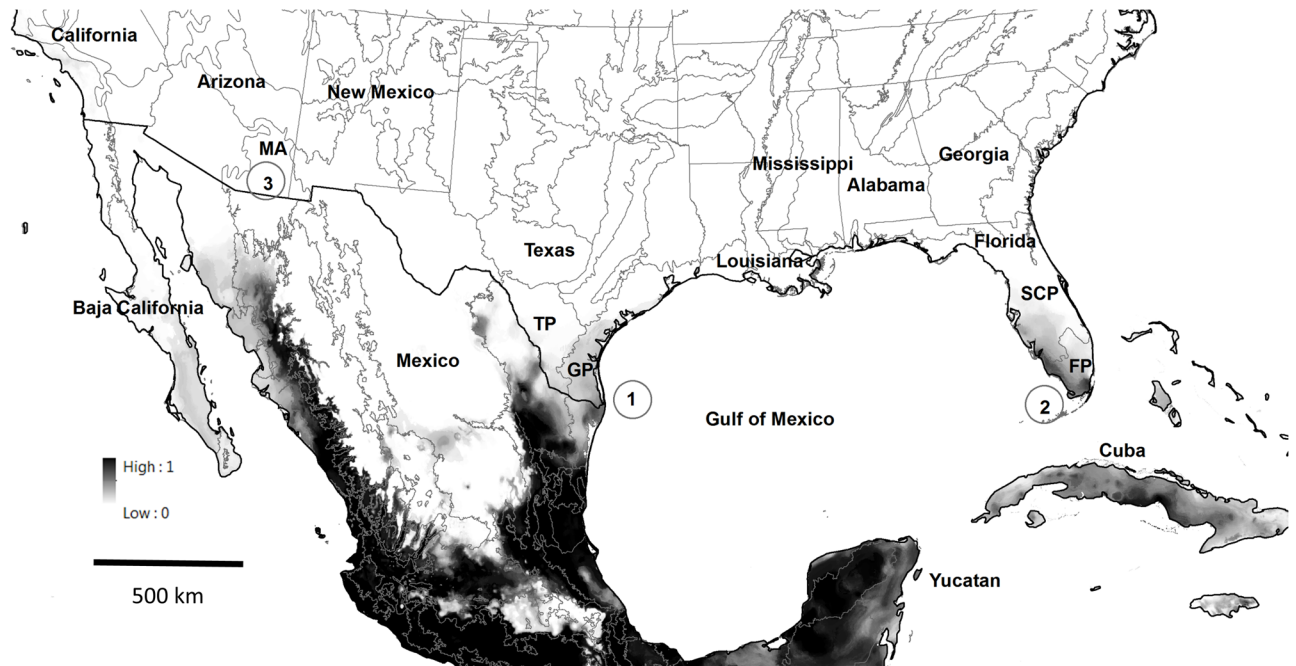 California
Arizona
New Mexico
MA
3
Mississippi
Georgia
Alabama
Texas
Louisiana
Florida
SCP
Baja California
TP
Mexico
GP
FP
1
2
Gulf of Mexico
Cuba
High : 1
Low : 0
500 km
Yucatan